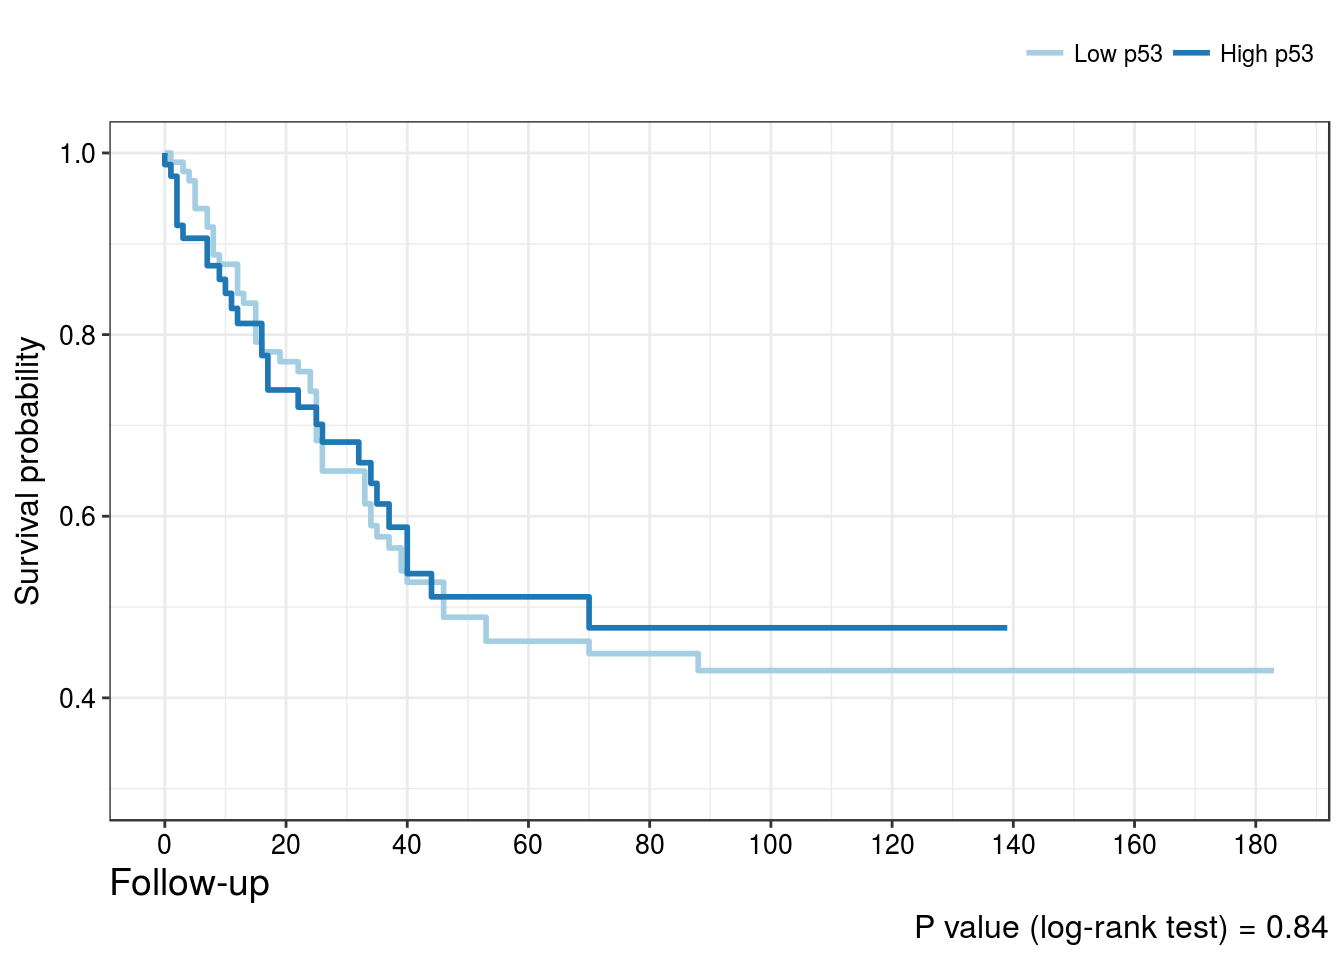 Low p53 High p53
1.0
0.8
0.6
0.4
Survival probability
0 20 40 60 80 100 120 140 160 180
Follow-up
P value (log-rank test) = 0.84